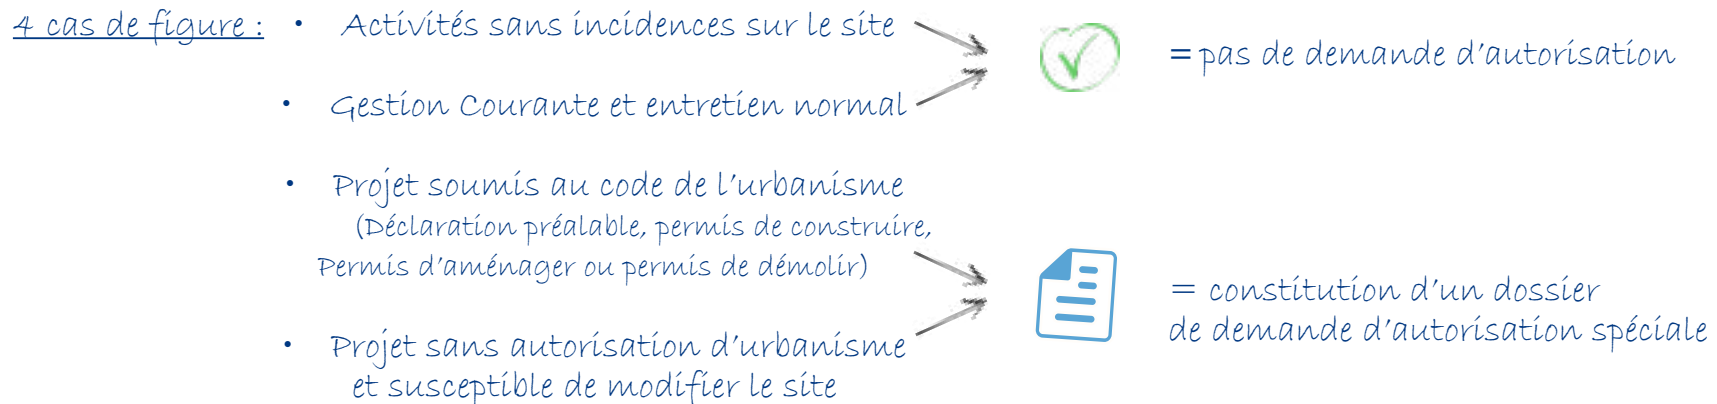 4 cas de figure : • Activités sans incidences sur le site
= pas de demande d'autorisation
• Gestion Courante et entretien normal
• Projet soumis au code de l'urbanisme
(Déclaration préalable, permis de construire,
Permis d'aménager ou permis de démolir)
= constitution d'un dossier
de demande d'autorisation spéciale
• Projet sans autorisation d'urbanisme
et susceptible de modifier le site